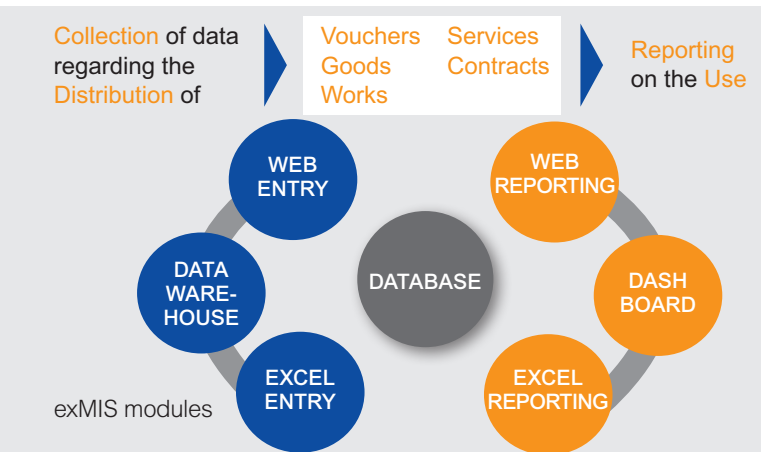 Collection of data
regarding the
Distribution of
Vouchers Services
Goods Contracts
Works
Reporting
on the Use
WEB
ENTRY
WEB
REPORTING
DATA
WARE-
HOUSE
DATABASE
DASH
BOARD
EXCEL
ENTRY
EXCEL
REPORTING
exMIS modules